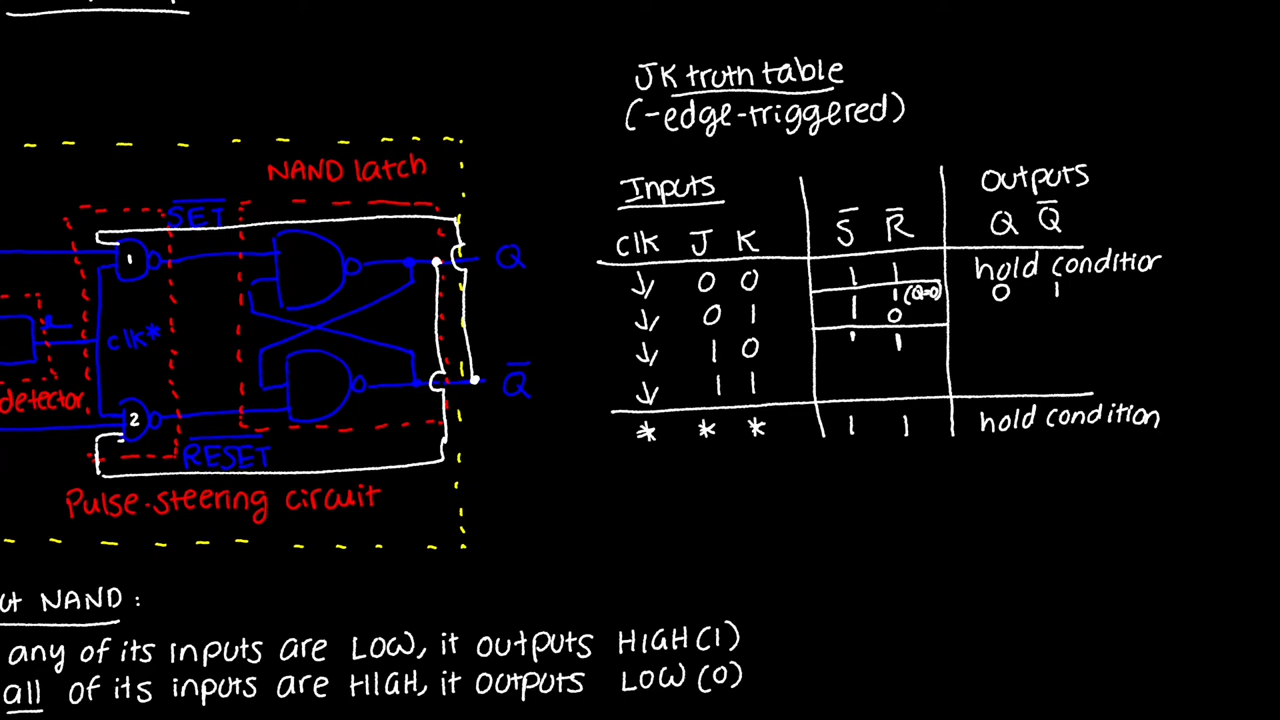 JK truth table
(-edge-triggered)
NAND latch
SET
Q
1
clk*
detector
2
Q̅
RESET
Pulse-steering circuit
Inputs
Outputs
clk J K S̅ R̅ Q Q̅
↓ 0 0 1 1 hold condition
↓ 0 1 1 1 (Q=0) 0 1
1 0
↓ 1 0 1 1
↓ 1 1
* * * 1 1 hold condition
NAND:
any of its inputs are LOW, it outputs HIGH(1)
all of its inputs are HIGH, it outputs LOW (0)